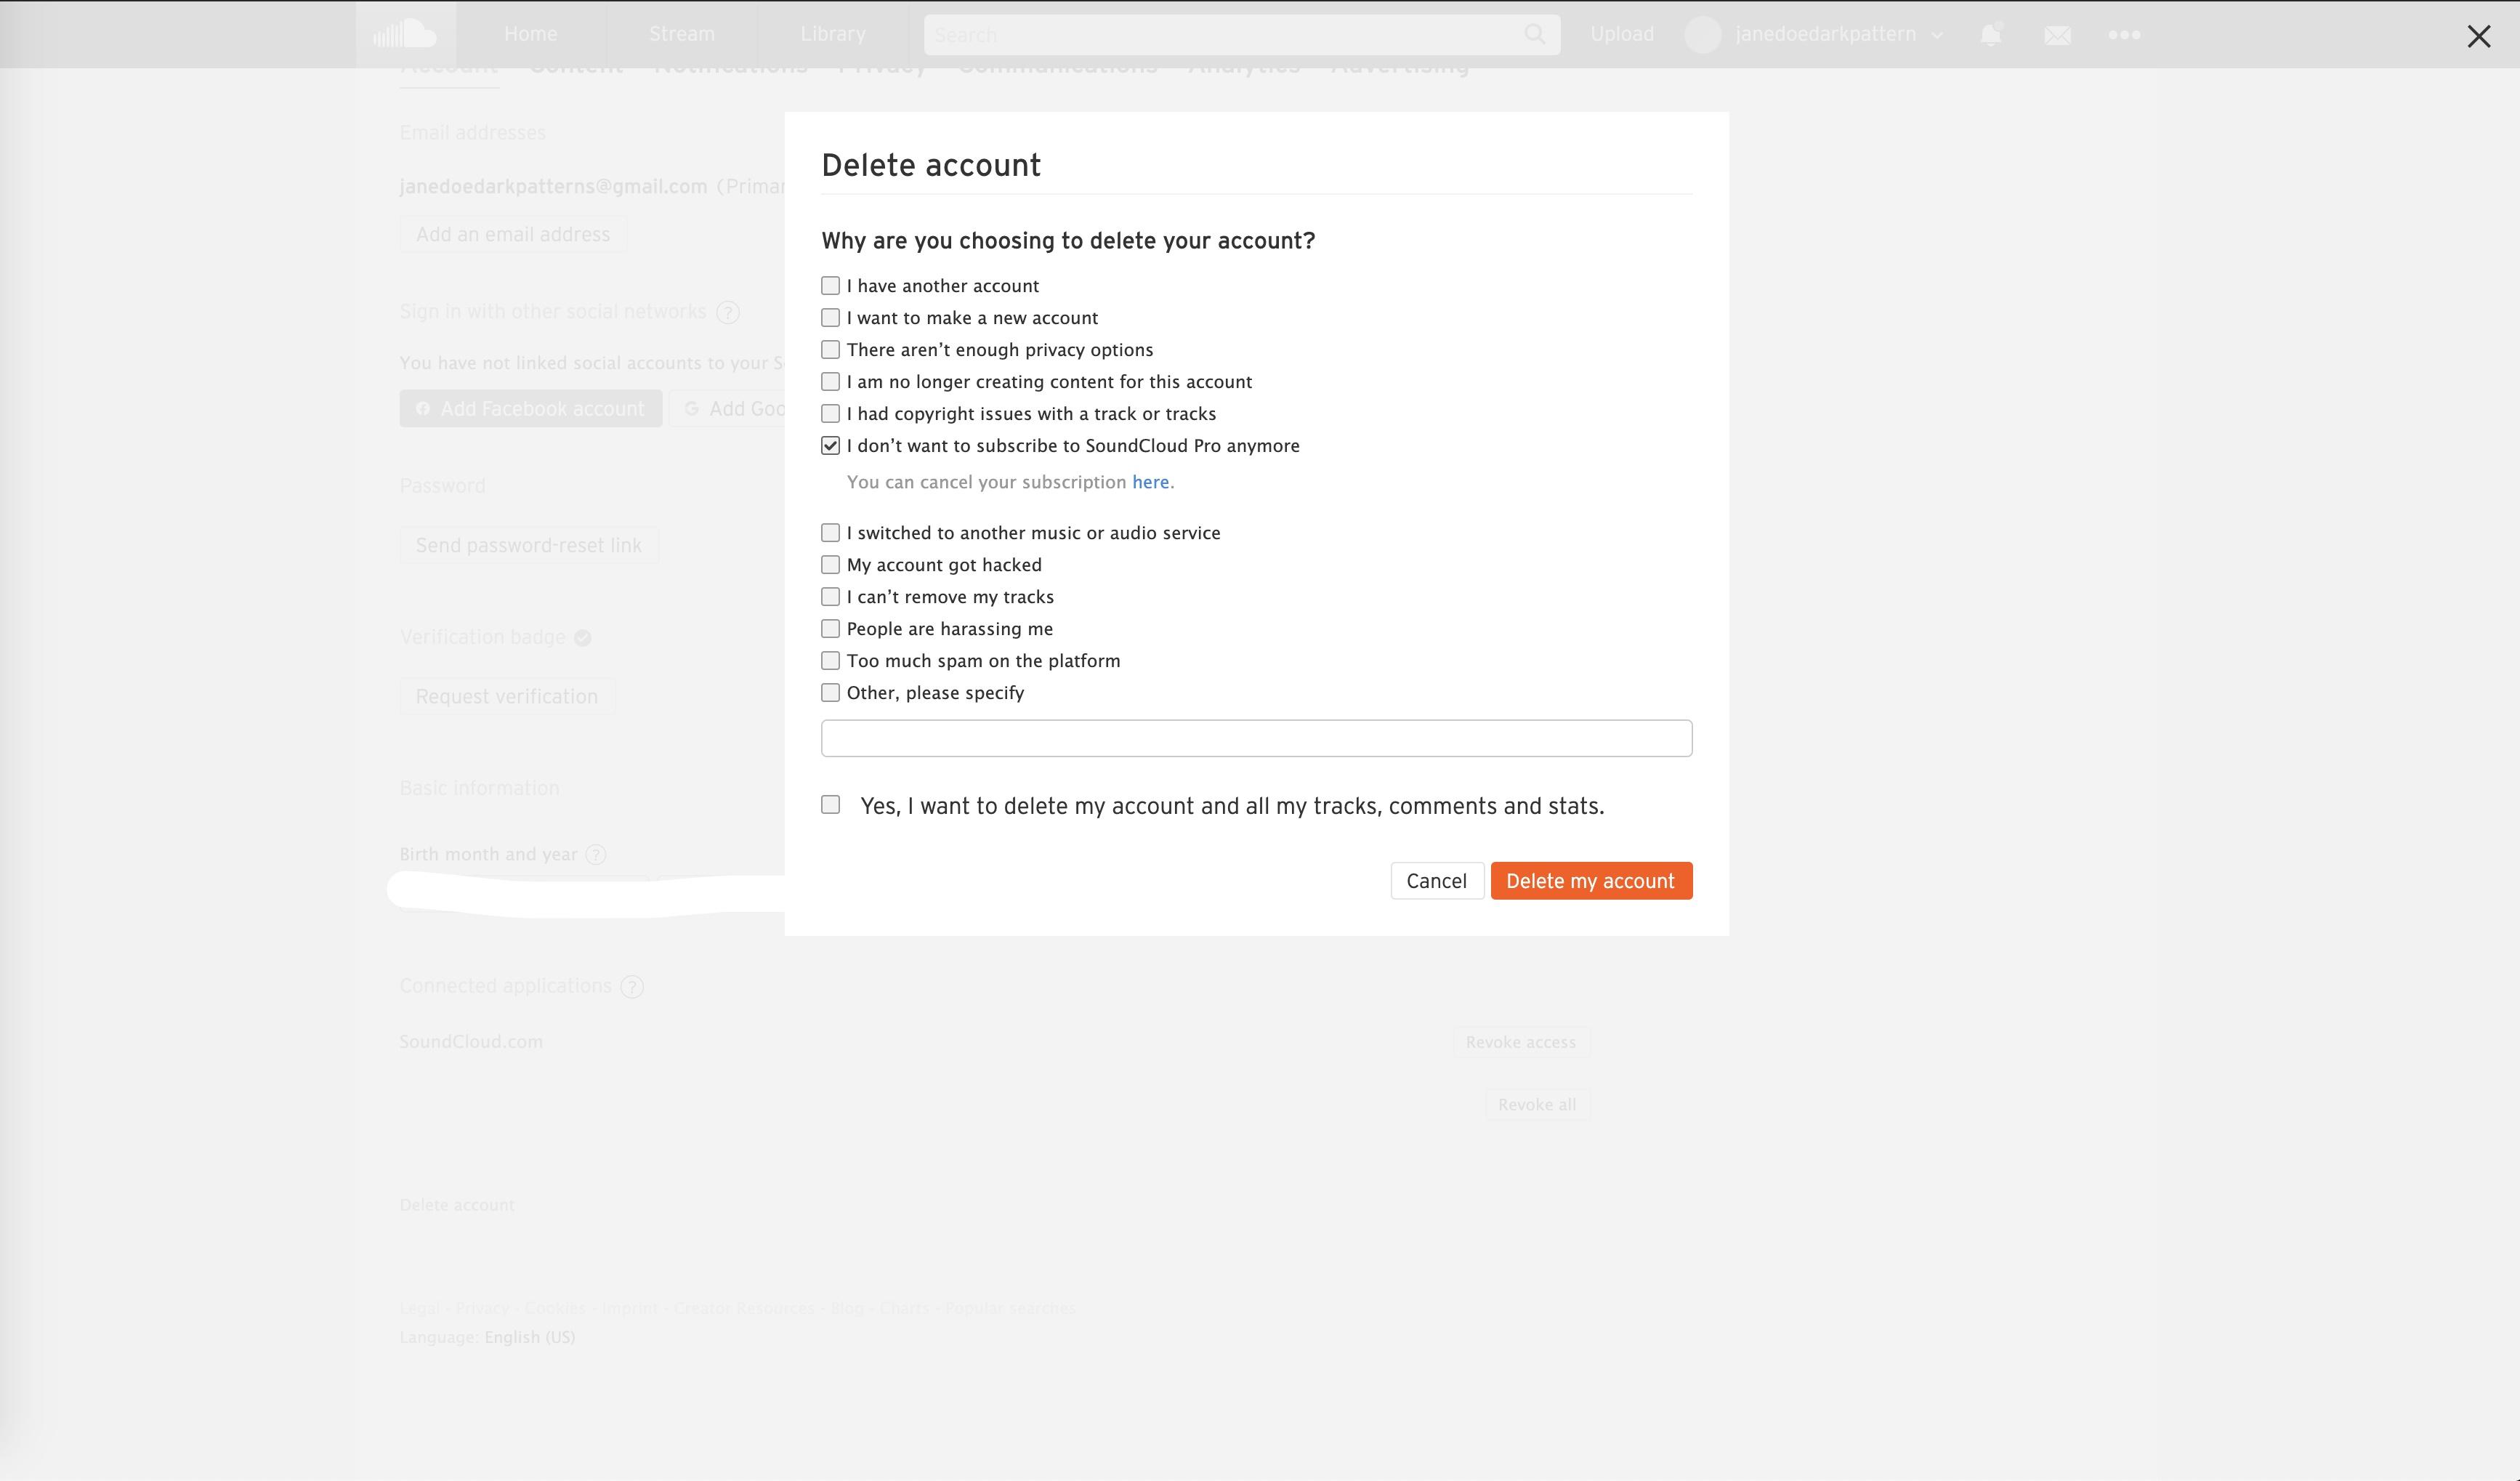 Home
Stream
Library
Search
Upload
janedoedarkpattern
Account Content Notifications Privacy Communications Analytics Advertising
Email addresses
janedoedarkpatterns@gmail.com (Primar
Add an email address
Sign in with other social networks ?
You have not linked social accounts to your S
Add Facebook account
G Add Goo
Password
Send password-reset link
Verification badge
Request verification
Basic information
Birth month and year ?
Connected applications ?
SoundCloud.com
Revoke access
Revoke all
Delete account
Legal - Privacy - Cookies - Imprint - Creator Resources - Blog - Charts - Popular searches
Language: English (US)
Delete account
Why are you choosing to delete your account?
I have another account
I want to make a new account
There aren’t enough privacy options
I am no longer creating content for this account
I had copyright issues with a track or tracks
I don’t want to subscribe to SoundCloud Pro anymore
You can cancel your subscription here.
I switched to another music or audio service
My account got hacked
I can’t remove my tracks
People are harassing me
Too much spam on the platform
Other, please specify
Yes, I want to delete my account and all my tracks, comments and stats.
Cancel
Delete my account